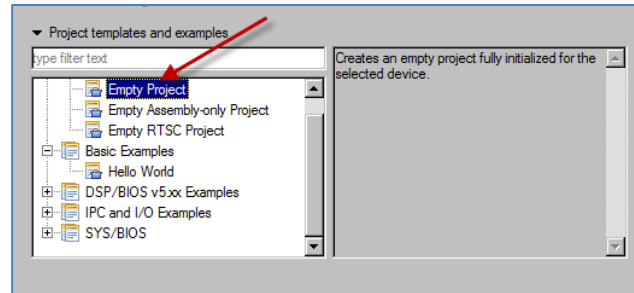 Project templates and examples
type filter text
Creates an empty project fully initialized for the
selected device.
Empty Project
Empty Assembly-only Project
Empty RTSC Project
Basic Examples
Hello World
DSP/BIOS v5.xx Examples
IPC and I/O Examples
SYS/BIOS